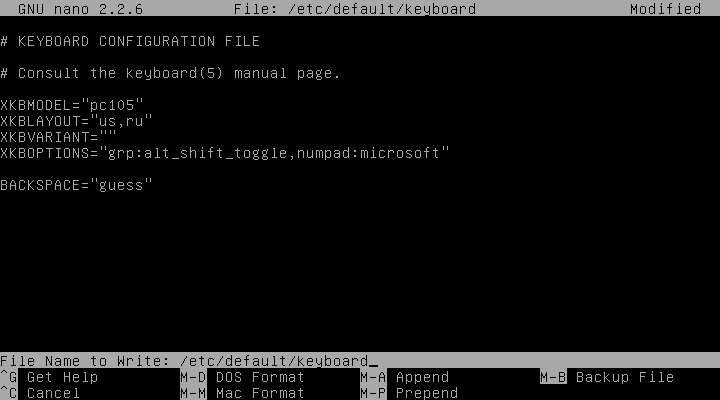 GNU nano 2.2.6 File: /etc/default/keyboard Modified
# KEYBOARD CONFIGURATION FILE
# Consult the keyboard(5) manual page.
XKBMODEL="pc105"
XKBLAYOUT="us,ru"
XKBVARIANT=""
XKBOPTIONS="grp:alt_shift_toggle,numpad:microsoft"
BACKSPACE="guess"
File Name to Write: /etc/default/keyboard
^G Get Help M-D DOS Format M-A Append M-B Backup File
^C Cancel M-M Mac Format M-P Prepend